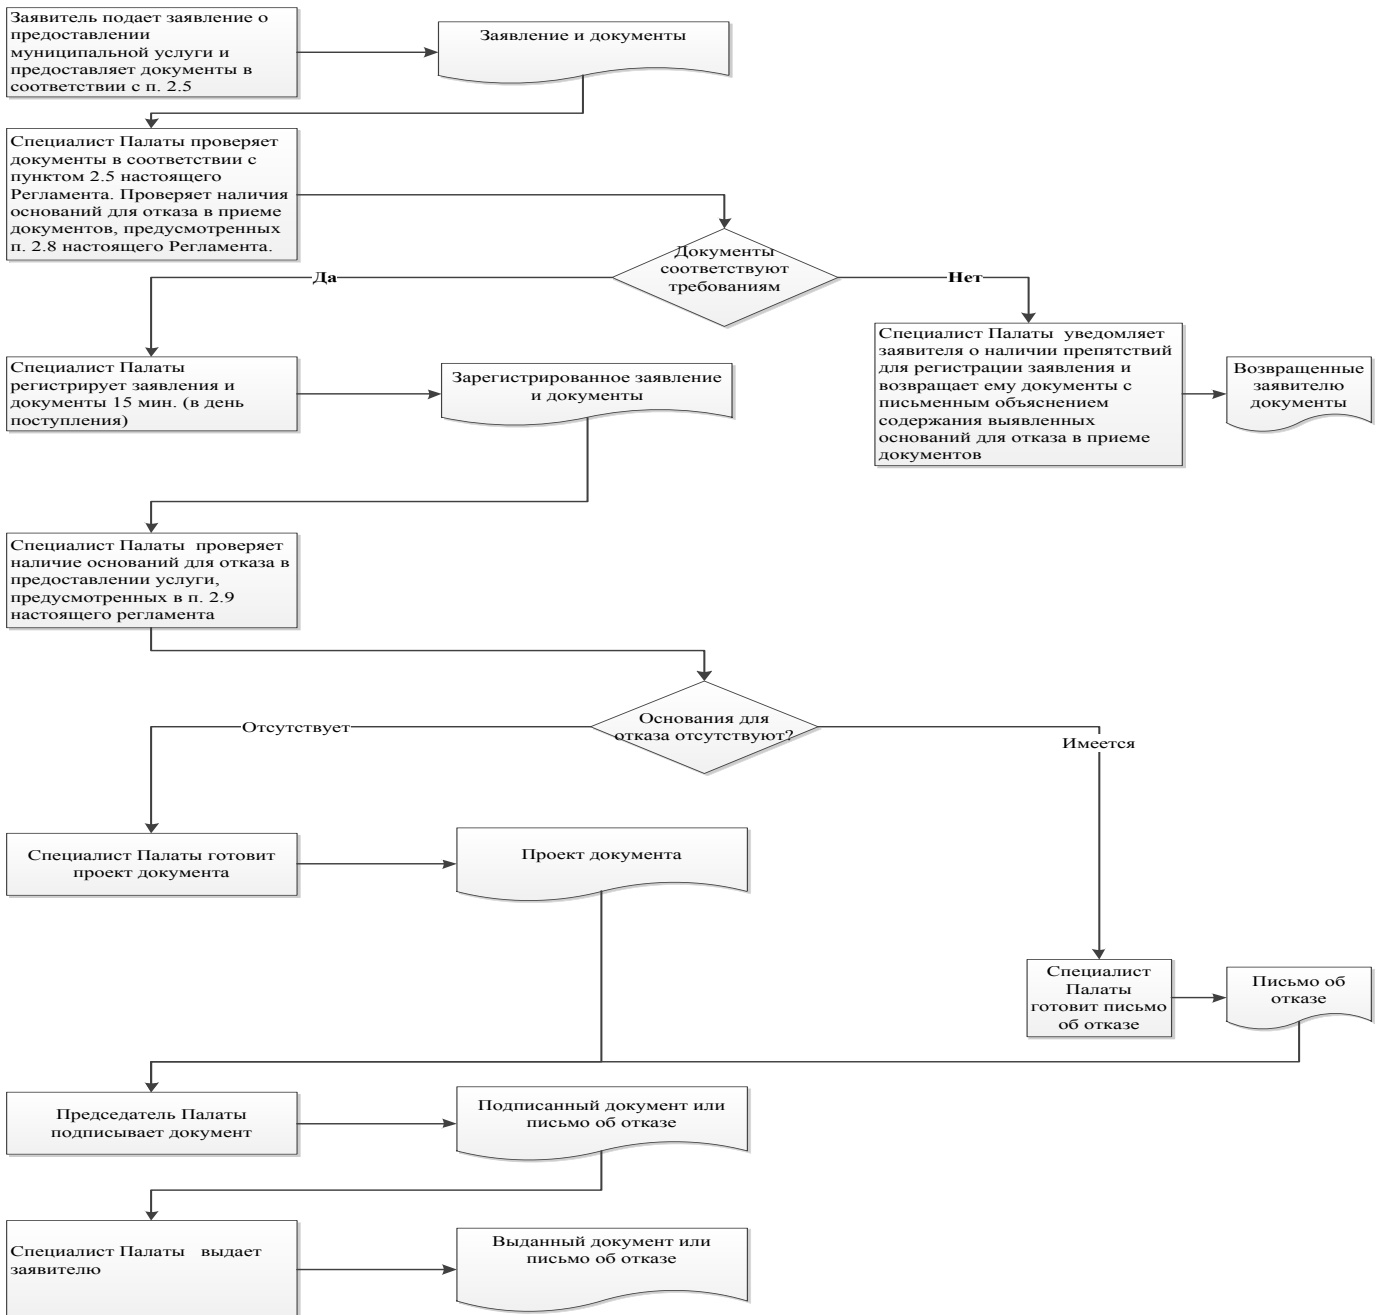 Заявитель подает заявление о
предоставлении
муниципальной услуги и
предоставляет документы в
соответствии с п. 2.5
Заявление и документы
Специалист Палаты проверяет
документы в соответствии с
пунктом 2.5 настоящего
Регламента. Проверяет наличия
оснований для отказа в приеме
документов, предусмотренных
п. 2.8 настоящего Регламента.
Документы
соответствуют
требованиям
Да
Нет
Специалист Палаты
регистрирует заявления и
документы 15 мин. (в день
поступления)
Зарегистрированное заявление
и документы
Специалист Палаты уведомляет
заявителя о наличии препятствий
для регистрации заявления и
возвращает ему документы с
письменным объяснением
содержания выявленных
оснований для отказа в приеме
документов
Возвращенные
заявителю
документы
Специалист Палаты проверяет
наличие оснований для отказа в
предоставлении услуги,
предусмотренных в п. 2.9
настоящего регламента
Основания для
отказа отсутствуют?
Отсутствует
Имеется
Специалист Палаты готовит
проект документа
Проект документа
Специалист
Палаты
готовит письмо
об отказе
Письмо об
отказе
Председатель Палаты
подписывает документ
Подписанный документ или
письмо об отказе
Специалист Палаты выдает
заявителю
Выданный документ или
письмо об отказе